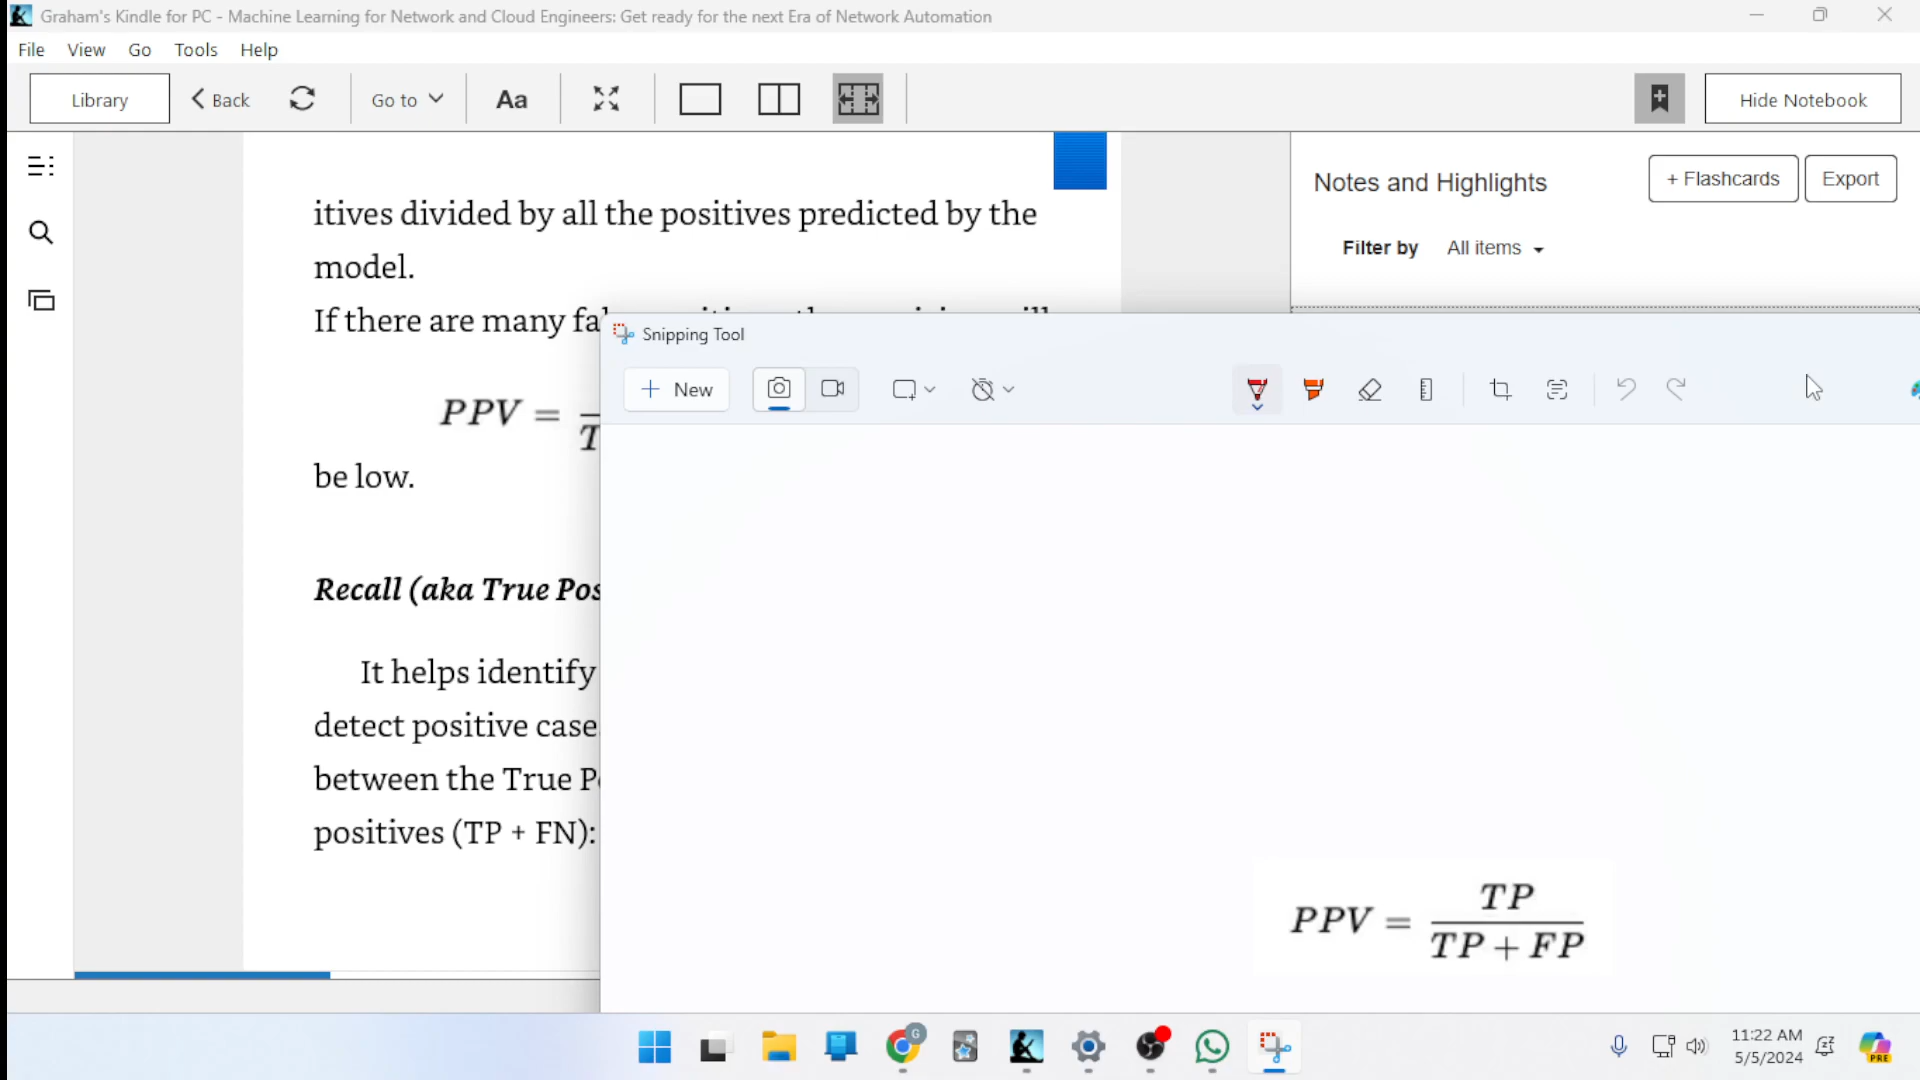 Graham's Kindle for PC - Machine Learning for Network and Cloud Engineers: Get ready for the next Era of Network Automation
File View Go Tools Help
Library Back Go to Aa Hide Notebook
Notes and Highlights + Flashcards Export
Filter by All items
itives divided by all the positives predicted by the
model.
If there are many
PPV =
be low.
Recall (aka True Pos
It helps identify
detect positive case
between the True P
positives (TP + FN):
Snipping Tool
New
PPV = TP
TP + FP
G
11:22 AM
5/5/2024
PRE